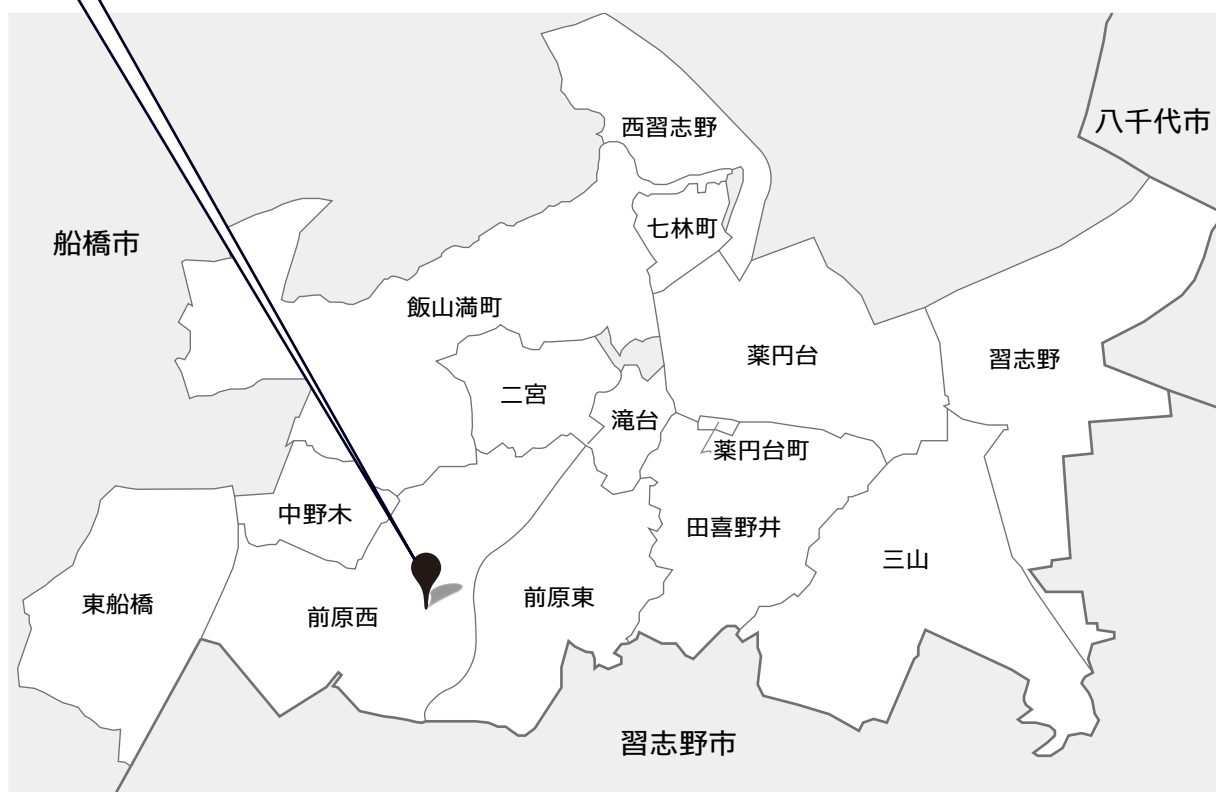 八千代市
西習志野
七林町
船橋市
飯山満町
薬円台
習志野
二宮
滝台
薬円台町
中野木
田喜野井
三山
東船橋
前原西
前原東
習志野市